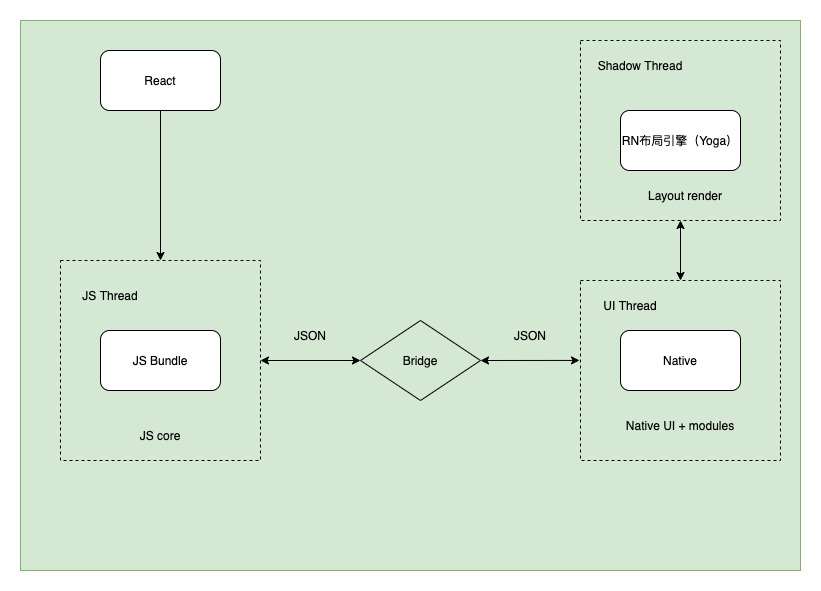 React
Shadow Thread
RN布局引擎（Yoga）
Layout render
JS Thread
JS Bundle
JS core
JSON
Bridge
JSON
UI Thread
Native
Native UI + modules